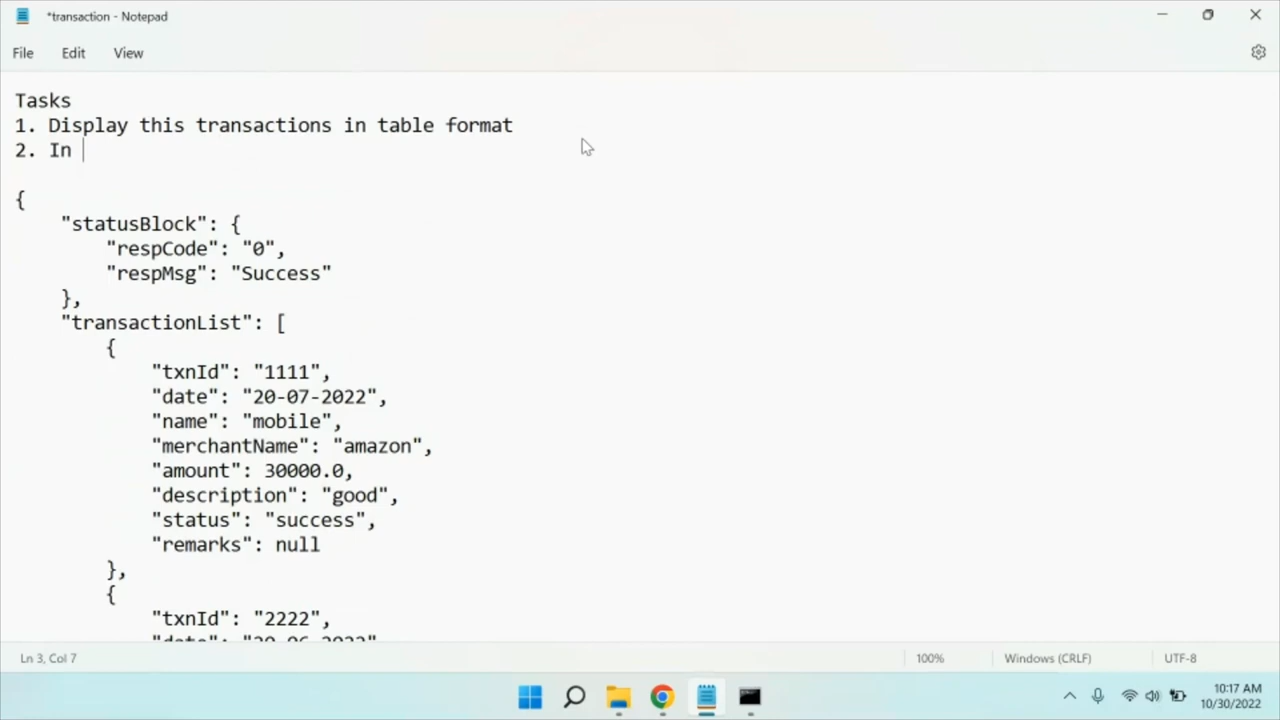 *transaction - Notepad
File Edit View
Tasks
1. Display this transactions in table format
2. In
{
"statusBlock": {
"respCode": "0",
"respMsg": "Success"
},
"transactionList": [
{
"txnId": "1111",
"date": "20-07-2022",
"name": "mobile",
"merchantName": "amazon",
"amount": 30000.0,
"description": "good",
"status": "success",
"remarks": null
},
{
"txnId": "2222",
Ln 3, Col 7 100% Windows (CRLF) UTF-8
10:17 AM
10/30/2022